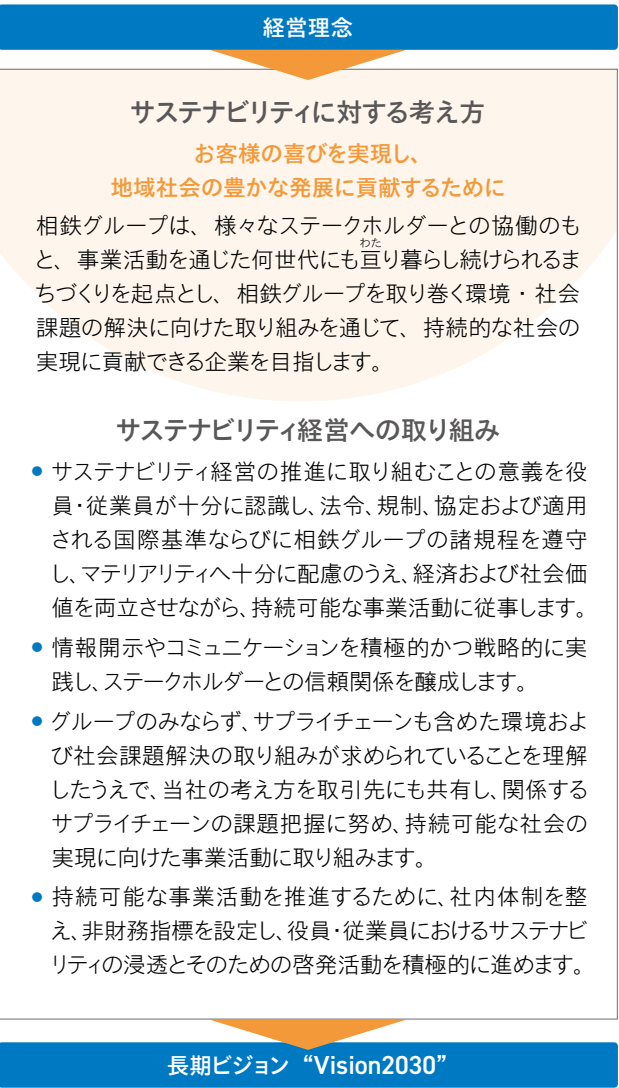 経営理念
サステナビリティに対する考え方
お客様の喜びを実現し、
地域社会の豊かな発展に貢献するために
相鉄グループは、様々なステークホルダーとの協働のも
と、事業活動を通じた何世代にも亘り暮らし続けられるま
わた
ちづくりを起点とし、相鉄グループを取り巻く環境・社会
課題の解決に向けた取り組みを通じて、持続的な社会の
実現に貢献できる企業を目指します。
サステナビリティ経営への取り組み
● サステナビリティ経営の推進に取り組むことの意義を役
員・従業員が十分に認識し、法令、規制、協定および適用
される国際基準ならびに相鉄グループの諸規程を遵守
し、マテリアリティへ十分に配慮のうえ、経済および社会価
値を両立させながら、持続可能な事業活動に従事します。
● 情報開示やコミュニケーションを積極的かつ戦略的に実
践し、ステークホルダーとの信頼関係を醸成します。
● グループのみならず、サプライチェーンも含めた環境およ
び社会課題解決の取り組みが求められていることを理解
したうえで、当社の考え方を取引先にも共有し、関係する
サプライチェーンの課題把握に努め、持続可能な社会の
実現に向けた事業活動に取り組みます。
● 持続可能な事業活動を推進するために、社内体制を整
え、非財務指標を設定し、役員・従業員におけるサステナビ
リティの浸透とそのための啓発活動を積極的に進めます。
長期ビジョン “Vision2030”